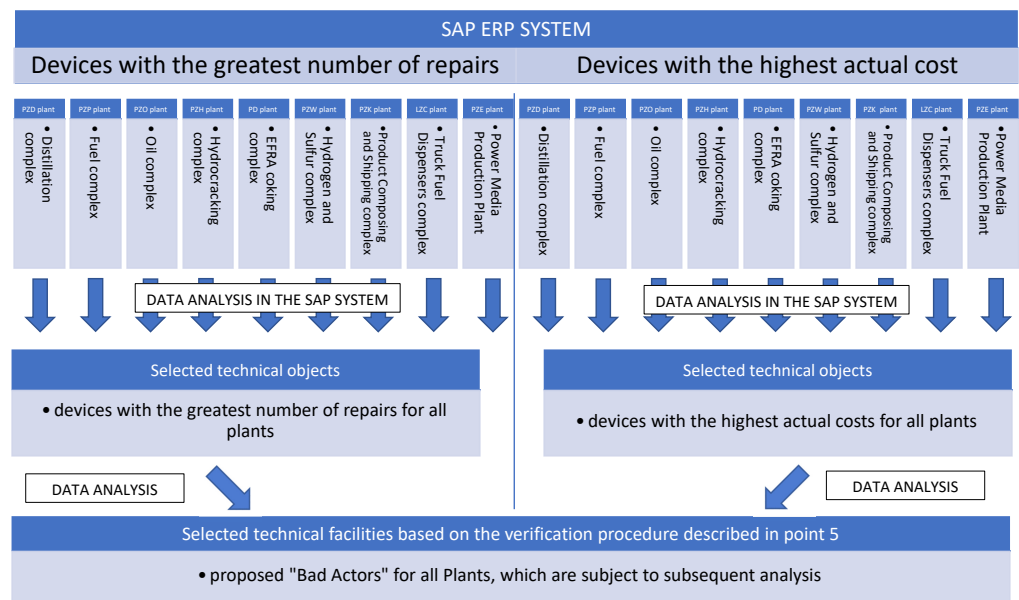 SAP ERP SYSTEM
Devices with the greatest number of repairs
Devices with the highest actual cost
PZD plant
• Distillation
complex
PZP plant
• Fuel complex
PZO plant
• Oil complex
PZH plant
• Hydrocracking
complex
PD plant
• EFRA coking
complex
PZW plant
• Hydrogen and
Sulfur complex
PZK plant
•Product Composing
and Shipping complex
LZC plant
• Truck Fuel
Dispensers complex
PZE plant
• Power Media
Production Plant
PZD plant
•Distillation complex
PZP plant
• Fuel complex
PZO plant
• Oil complex
PZH plant
• Hydrocracking
complex
PD plant
• EFRA coking
complex
PZW plant
• Hydrogen and
Sulfur complex
PZK plant
• Product Composing
and Shipping complex
LZC plant
• Truck Fuel
Dispensers complex
PZE plant
•Power Media
Production Plant
DATA ANALYSIS IN THE SAP SYSTEM
DATA ANALYSIS IN THE SAP SYSTEM
Selected technical objects
• devices with the greatest number of repairs for all
plants
Selected technical objects
• devices with the highest actual costs for all plants
DATA ANALYSIS
DATA ANALYSIS
Selected technical facilities based on the verification procedure described in point 5
• proposed "Bad Actors" for all Plants, which are subject to subsequent analysis